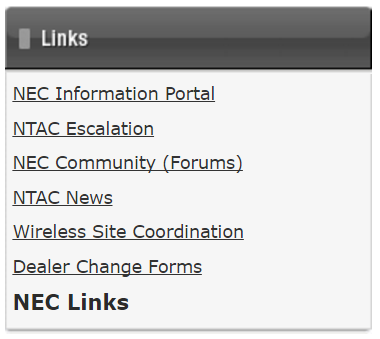 Links
NEC Information Portal
NTAC Escalation
NEC Community (Forums)
NTAC News
Wireless Site Coordination
Dealer Change Forms
NEC Links